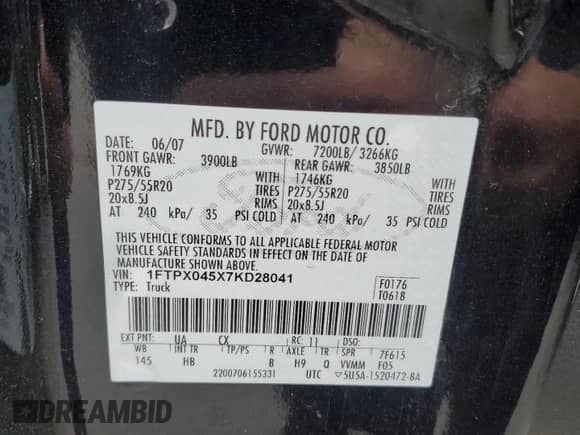 MFD. BY FORD MOTOR CO.
DATE: 06/07 GVWR: 7200LB/ 3266KG
FRONT GAWR: 3900LB REAR GAWR: 3850LB
1769KG WITH 1746KG WITH
P275/55R20 TIRES P275/55R20 TIRES
20x8.5J RIMS 20x8.5J RIMS
AT 240 kPa/ 35 PSI COLD AT 240 kPa/ 35 PSI COLD
THIS VEHICLE CONFORMS TO ALL APPLICABLE FEDERAL MOTOR
VEHICLE SAFETY STANDARDS IN EFFECT ON THE DATE OF
MANUFACTURE SHOWN ABOVE.
VIN: 1FTPX045X7KD28041 F0176
TYPE: Truck T0618
EXT PNT: UA CX RC: 11 DSO:
WB INT TR TP/PS R AXLE TR SPR 7F615
145 HB B H9 Q VVMM F05
2200706155331 UTC ▽5U5A-1520472-BA
Ford
EPICVIN
DREAMBID